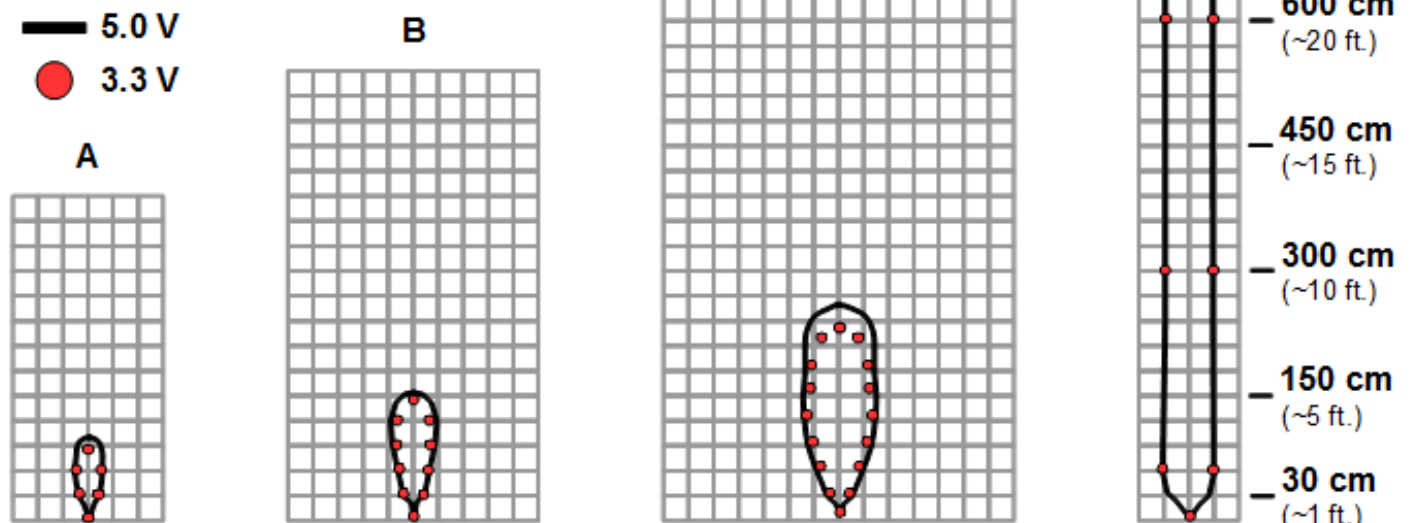 5.0 V
3.3 V
A
B
600 cm
(~20 ft.)
450 cm
(~15 ft.)
300 cm
(~10 ft.)
150 cm
(~5 ft.)
30 cm
(~1 ft.)